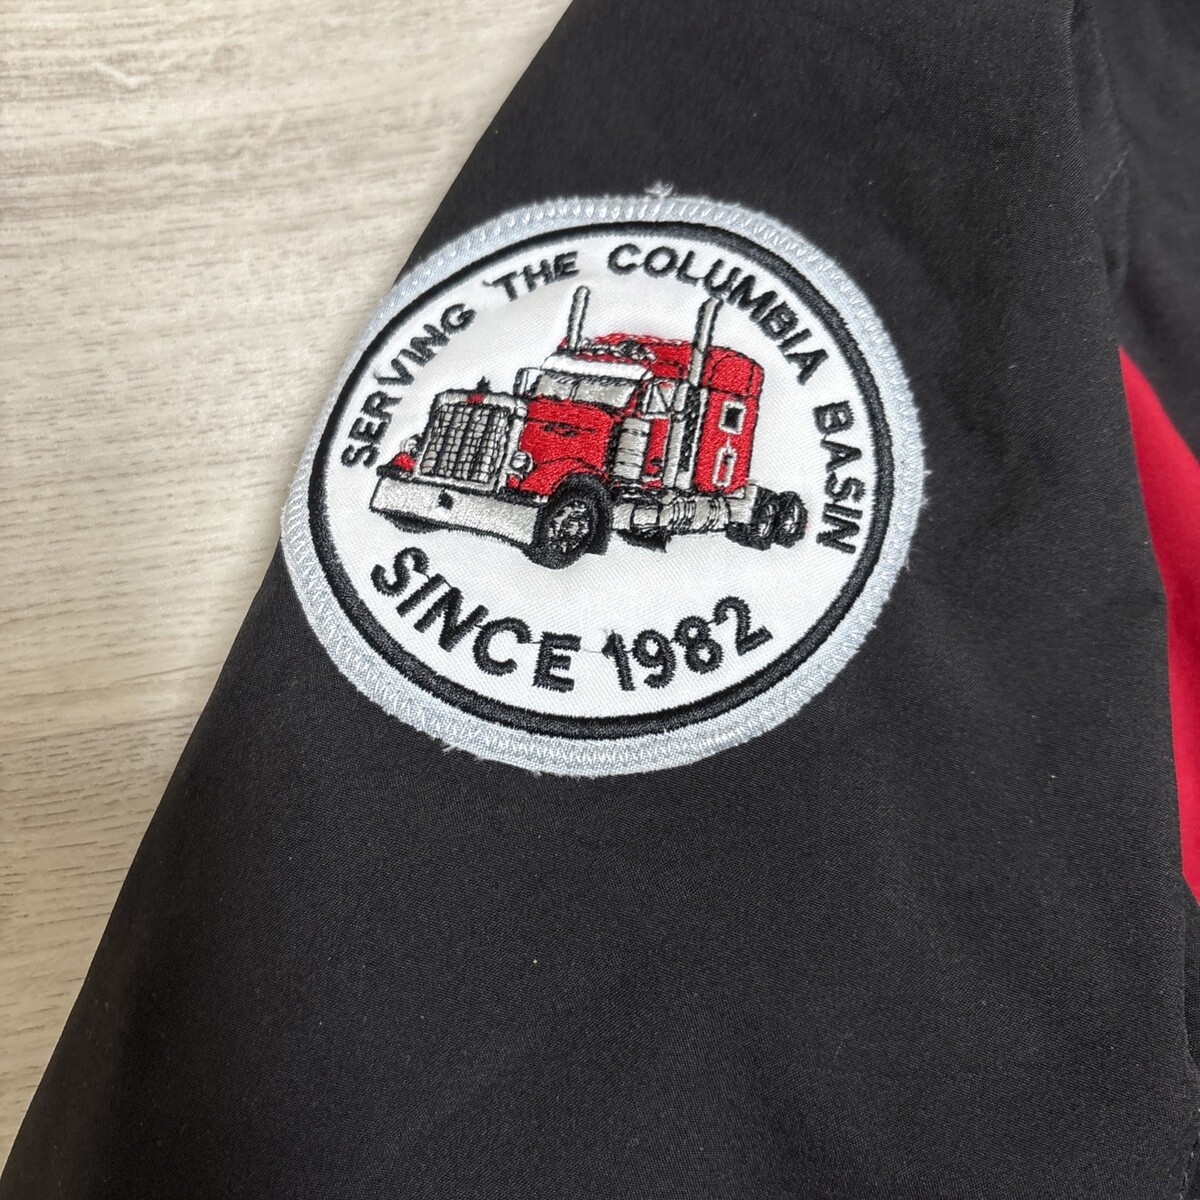 SERVING THE COLUMBIA BASIN
SINCE 1982